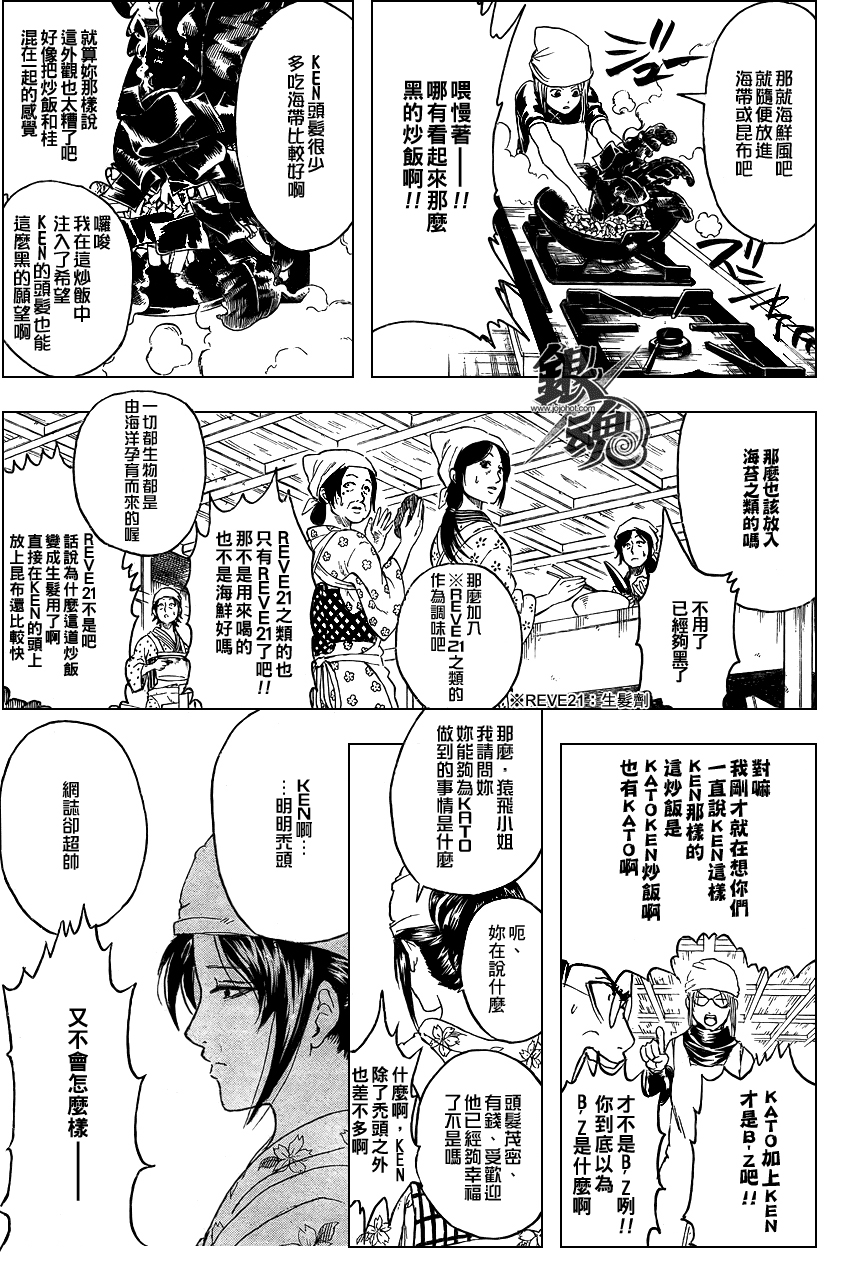 那就海鮮風吧
就隨便放進
海帶或昆布吧
ジュー
ジュー
喂慢著——!!
哪有看起來那麼
黑的炒飯啊!!
KEN頭髮很少
多吃海帶比較好啊
就算妳那樣說
這外觀也太糟了吧
好像把炒飯和桂
混在一起的感覺
囉唆
我在這炒飯中
注入了希望
KEN的頭髮也能
這麼黑的願望啊
銀魂
www.jojohot.com
那麼也該放入
海苔之類的嗎
不用了
已經夠黑了
那麼加入
※REVE21之類的
作為調味吧
※REVE21：生髮劑
REVE21之類的也
只有REVE21了吧!!
那不是用來喝的
也不是海鮮好嗎
一切都生物都是
由海洋孕育而來的喔
REVE21不是吧
話說為什麼這道炒飯
變成生髮用了啊
直接在KEN的頭上
放上昆布還比較快
對嘛
我剛才就在想你們
一直說KEN這樣
KEN那樣的
這炒飯是
KATOKEN炒飯啊
也有KATO啊
KATO加上KEN
才是B'Z吧!!
才不是B'Z咧!!
你到底以為
B'Z是什麼啊
那麼，猿飛小姐
我請問妳
妳能夠為KATO
做到的事情是什麼
呃、
妳在說什麼
頭髮茂密、
有錢、受歡迎
他已經夠幸福
了不是嗎
什麼啊，KEN
除了禿頭之外
也差不多啊
KEN啊…
…明明禿頭
網誌卻超帥
又不會怎麼樣——